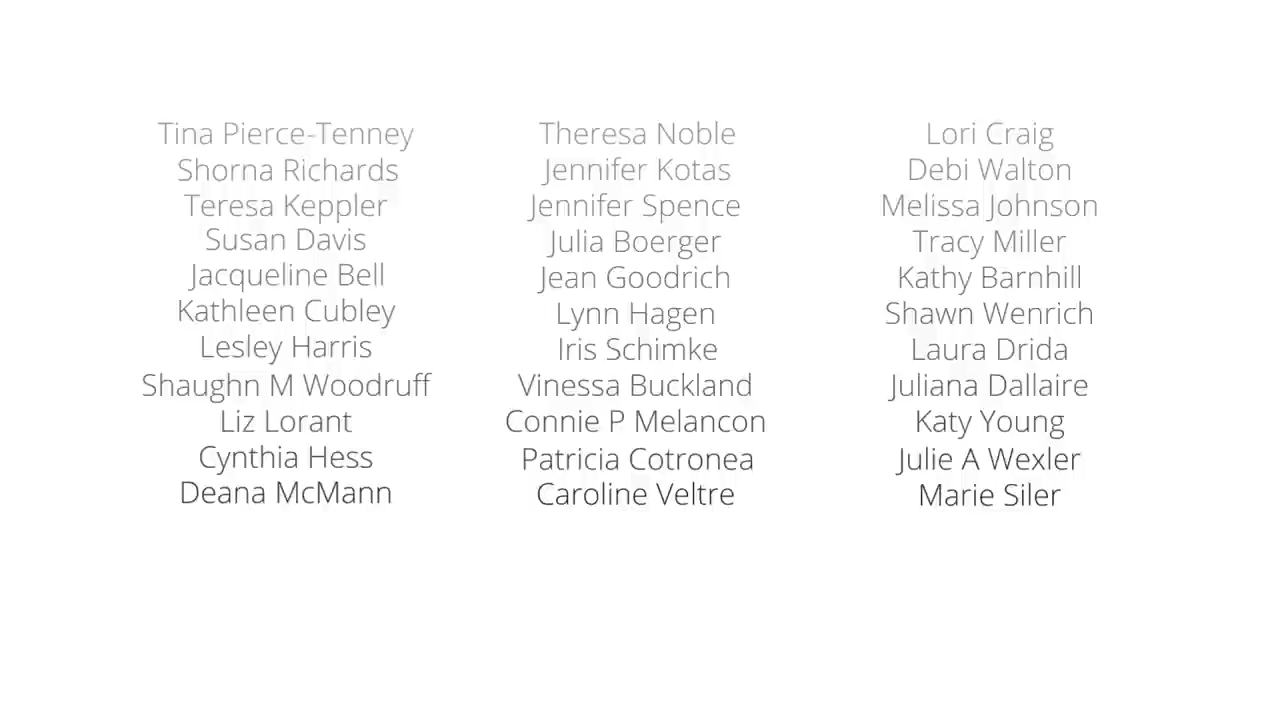 Tina Pierce-Tenney
Shorna Richards
Teresa Keppler
Susan Davis
Jacqueline Bell
Kathleen Cubley
Lesley Harris
Shaughn M Woodruff
Liz Lorant
Cynthia Hess
Deana McMann
Theresa Noble
Jennifer Kotas
Jennifer Spence
Julia Boerger
Jean Goodrich
Lynn Hagen
Iris Schimke
Vinessa Buckland
Connie P Melancon
Patricia Cotronea
Caroline Veltre
Lori Craig
Debi Walton
Melissa Johnson
Tracy Miller
Kathy Barnhill
Shawn Wenrich
Laura Drida
Juliana Dallaire
Katy Young
Julie A Wexler
Marie Siler